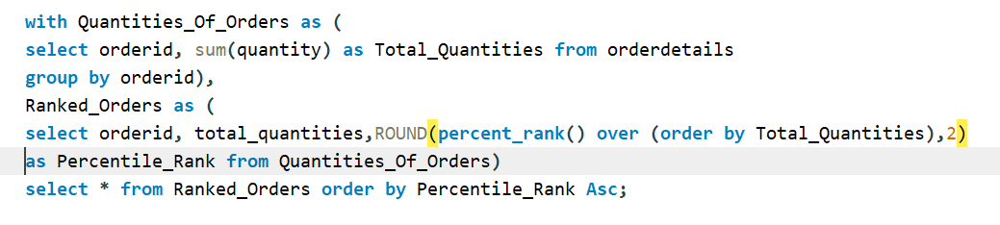 with Quantities_Of_Orders as (
select orderid, sum(quantity) as Total_Quantities from orderdetails
group by orderid),
Ranked_Orders as (
select orderid, total_quantities,ROUND(percent_rank() over (order by Total_Quantities),2)
as Percentile_Rank from Quantities_Of_Orders)
select * from Ranked_Orders order by Percentile_Rank Asc;